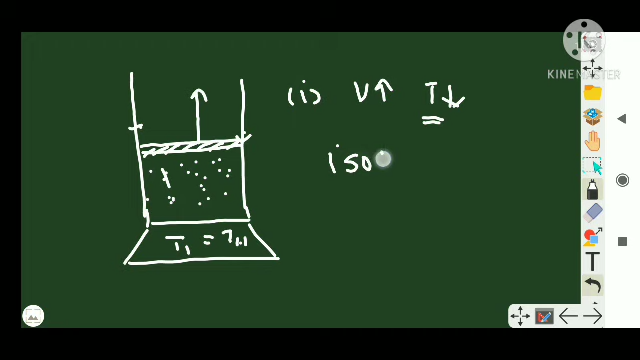 (i) V↑ T↓
iso
T₁ = T_H
KINEMASTER
T